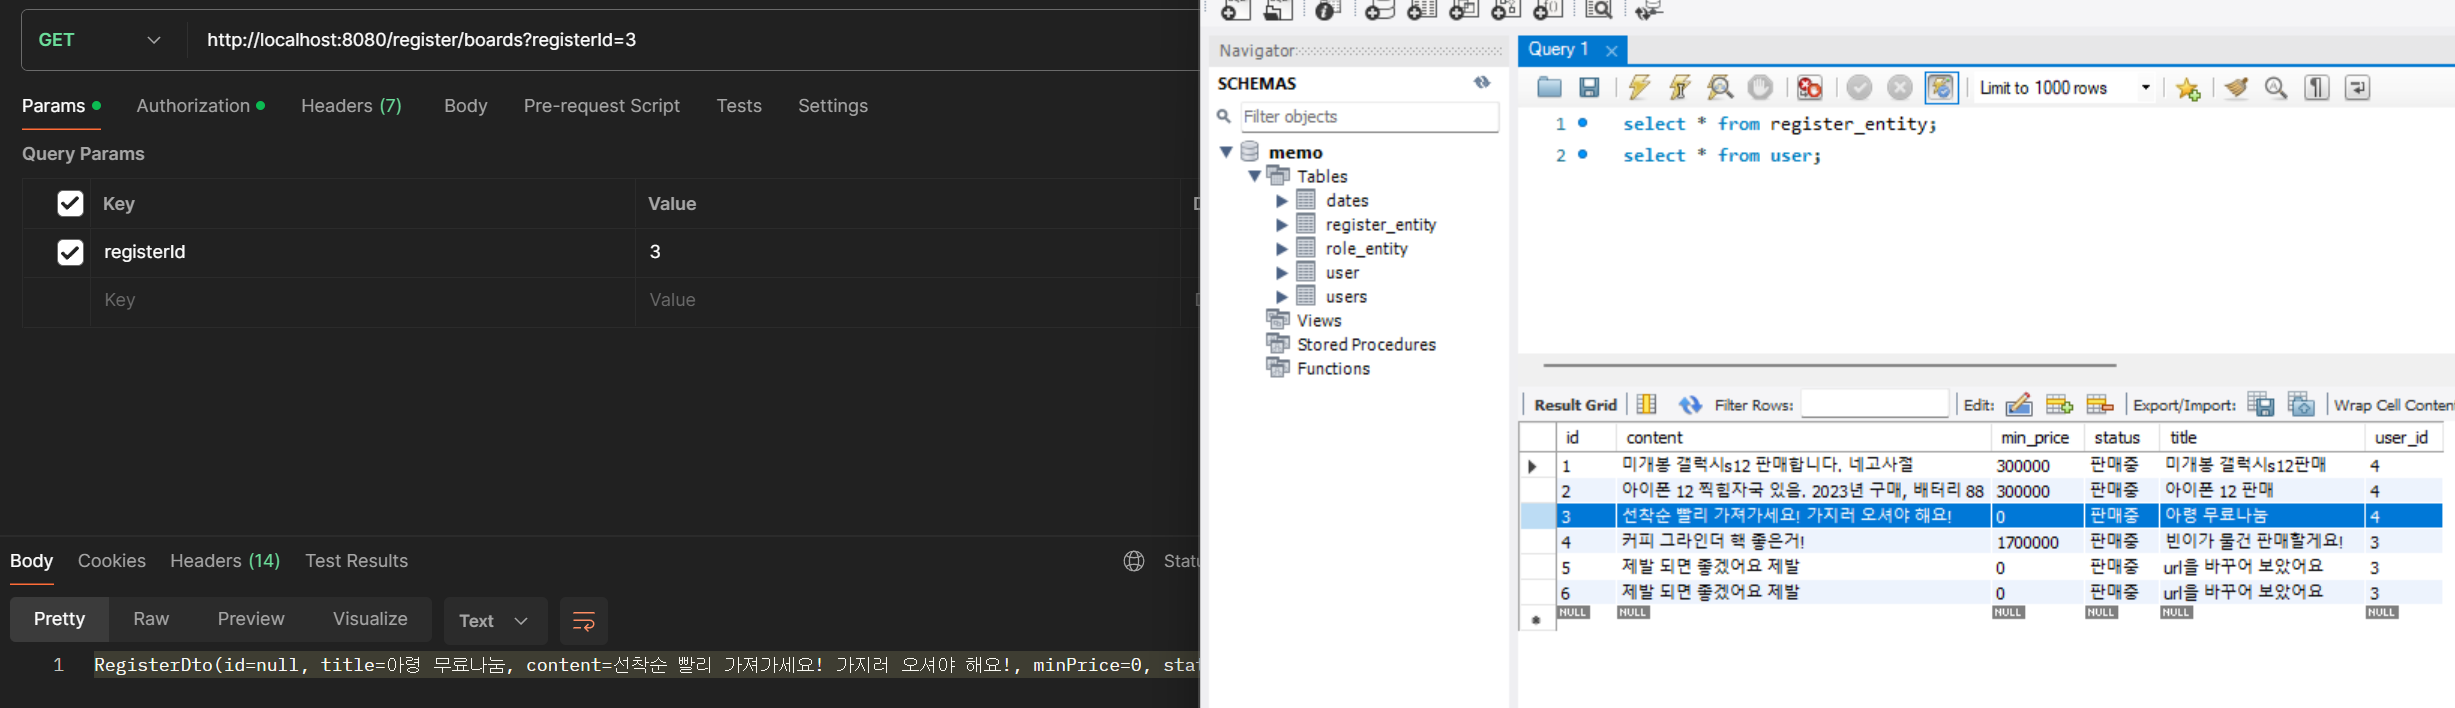 GET http://localhost:8080/register/boards?registerId=3
Params Authorization Headers (7) Body Pre-request Script Tests Settings
Query Params
Key Value
registerId 3
Key Value
Body Cookies Headers (14) Test Results
Pretty Raw Preview Visualize Text
1 RegisterDto(id=null, title=아령 무료나눔, content=선착순 빨리 가져가세요! 가지러 오셔야 해요!, minPrice=0,
Navigator
SCHEMAS
Filter objects
memo
Tables
dates
register_entity
role_entity
user
users
Views
Stored Procedures
Functions
Query 1
Limit to 1000 rows
1 select * from register_entity;
2 select * from user;
Result Grid Filter Rows: Edit: Export/Import: Wrap Cell
id content min_price status title user_id
1 미개봉 갤럭시s12 판매합니다. 네고사절 300000 판매중 미개봉 갤럭시s12판매 4
2 아이폰 12 찍힘자국 있음. 2023년 구매, 배터리 88 300000 판매중 아이폰 12 판매 4
3 선착순 빨리 가져가세요! 가지러 오셔야 해요! 0 판매중 아령 무료나눔 4
4 커피 그라인더 핵 좋은거! 1700000 판매중 빈이가 물건 판매할게요! 3
5 제발 되면 좋겠어요 제발 0 판매중 url을 바꾸어 보았어요 3
6 제발 되면 좋겠어요 제발 0 판매중 url을 바꾸어 보았어요 3
NULL NULL NULL NULL NULL NULL